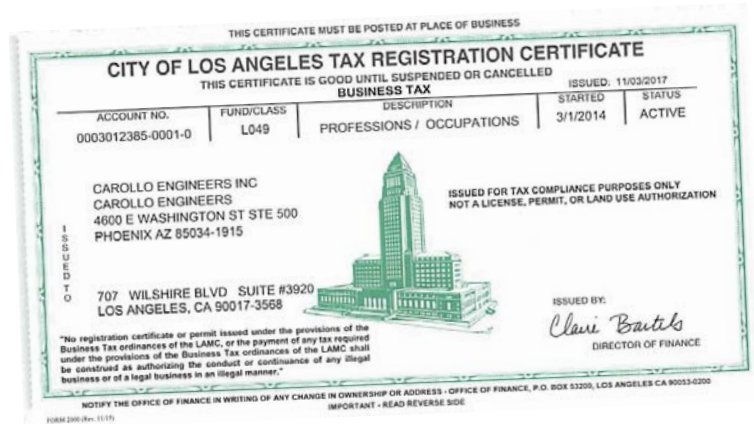 THIS CERTIFICATE MUST BE POSTED AT PLACE OF BUSINESS
CITY OF LOS ANGELES TAX REGISTRATION CERTIFICATE
THIS CERTIFICATE IS GOOD UNTIL SUSPENDED OR CANCELLED
BUSINESS TAX
ISSUED: 11/03/2017
ACCOUNT NO. FUND/CLASS DESCRIPTION STARTED STATUS
0003012385-0001-0 L049 PROFESSIONS / OCCUPATIONS 3/1/2014 ACTIVE
ISSUED TO
CAROLLO ENGINEERS INC
CAROLLO ENGINEERS
4600 E WASHINGTON ST STE 500
PHOENIX AZ 85034-1915
707 WILSHIRE BLVD SUITE #3920
LOS ANGELES, CA 90017-3568
ISSUED FOR TAX COMPLIANCE PURPOSES ONLY
NOT A LICENSE, PERMIT, OR LAND USE AUTHORIZATION
"No registration certificate or permit issued under the provisions of the
Business Tax ordinances of the LAMC, or the payment of any tax required
under the provisions of the Business Tax ordinances of the LAMC shall
be construed as authorizing the conduct or continuance of any illegal
business or of a legal business in an illegal manner."
ISSUED BY:
Claire Bartels
DIRECTOR OF FINANCE
NOTIFY THE OFFICE OF FINANCE IN WRITING OF ANY CHANGE IN OWNERSHIP OR ADDRESS - OFFICE OF FINANCE, P.O. BOX 53200, LOS ANGELES CA 90053-0200
IMPORTANT - READ REVERSE SIDE